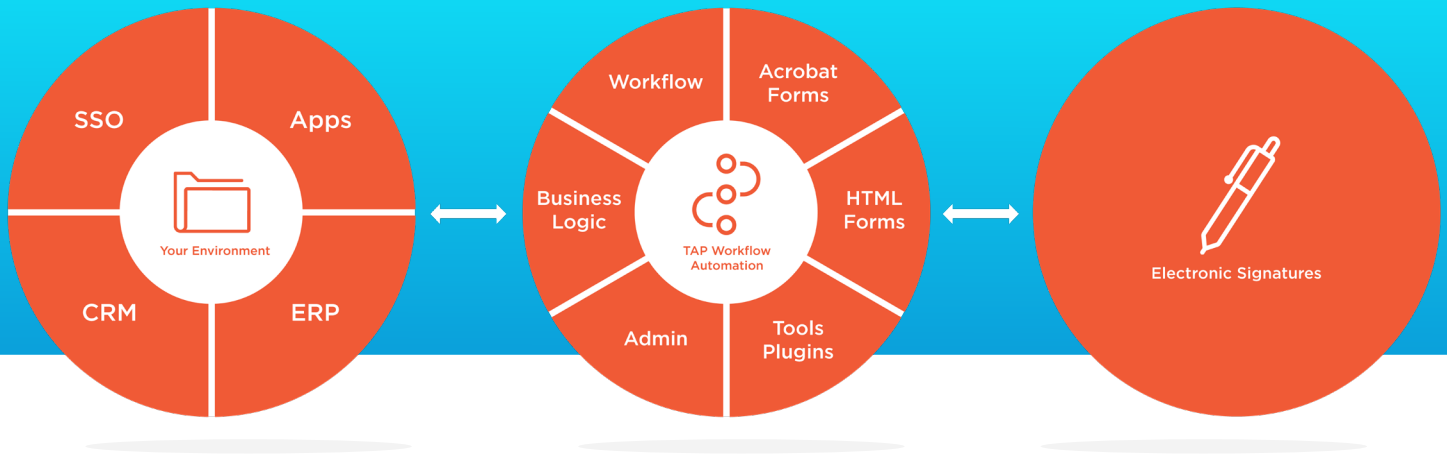 SSO
Apps
Your Environment
CRM
ERP
Workflow
Acrobat
Forms
Business
Logic
HTML
Forms
TAP Workflow
Automation
Admin
Tools
Plugins
Electronic Signatures